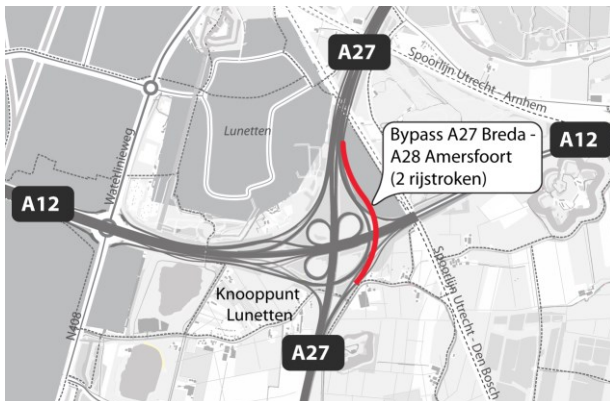 A27
Spoorlijn Utrecht - Arnhem
Lunetten
Waterlinieweg
Bypass A27 Breda -
A28 Amersfoort
(2 rijstroken)
A12
A12
Knooppunt
Lunetten
N408
A27
Spoorlijn Utrecht - Den Bosch